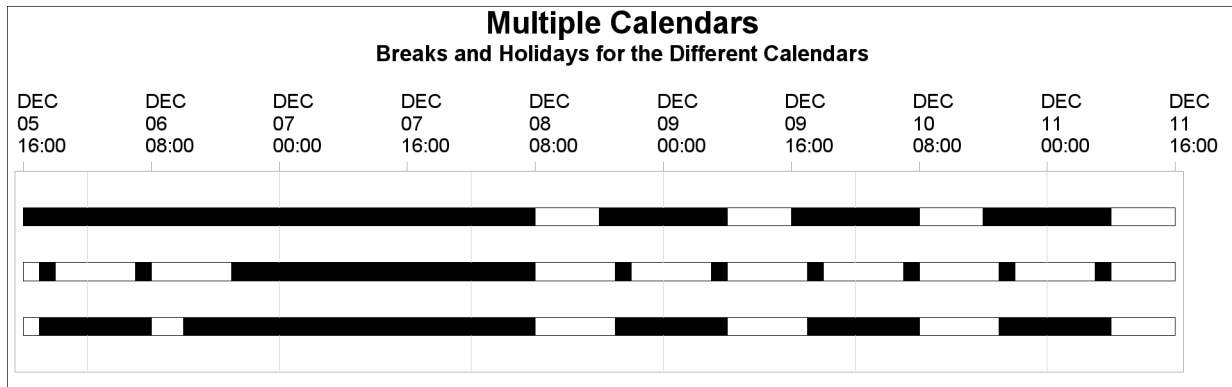 Multiple Calendars
Breaks and Holidays for the Different Calendars
DEC DEC DEC DEC DEC DEC DEC DEC DEC DEC
05 06 07 07 08 09 09 10 11 11
16:00 08:00 00:00 16:00 08:00 00:00 16:00 08:00 00:00 16:00